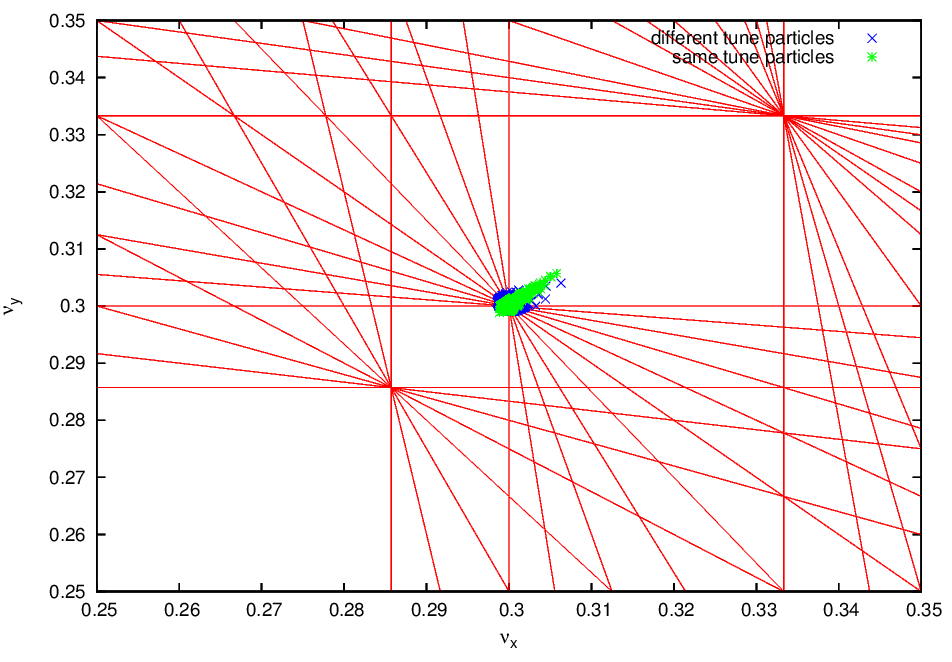 different tune particles
same tune particles
0.35
0.34
0.33
0.32
0.31
0.3
0.29
0.28
0.27
0.26
0.25
νy
0.25 0.26 0.27 0.28 0.29 0.3 0.31 0.32 0.33 0.34 0.35
νx